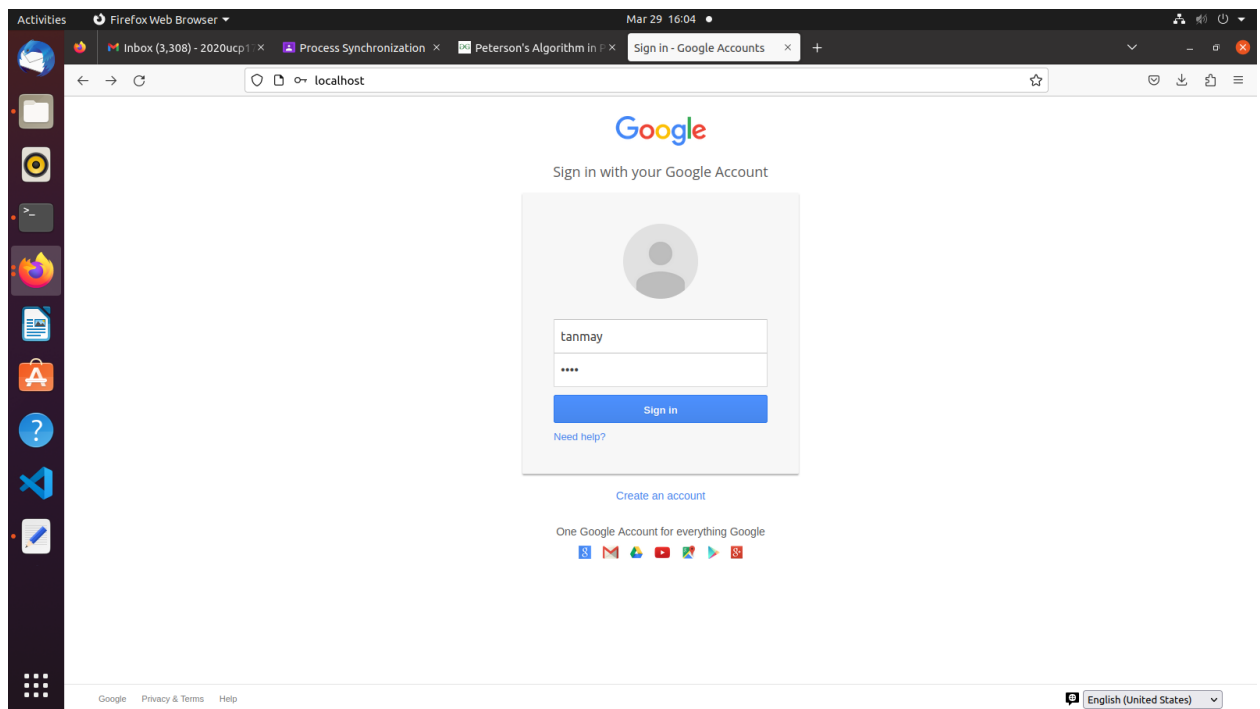 Activities Firefox Web Browser Mar 29 16:04
Inbox (3,308) - 2020ucp1 Process Synchronization Peterson's Algorithm in P Sign in - Google Accounts
localhost
Google
Sign in with your Google Account
tanmay
••••
Sign in
Need help?
Create an account
One Google Account for everything Google
Google Privacy & Terms Help English (United States)